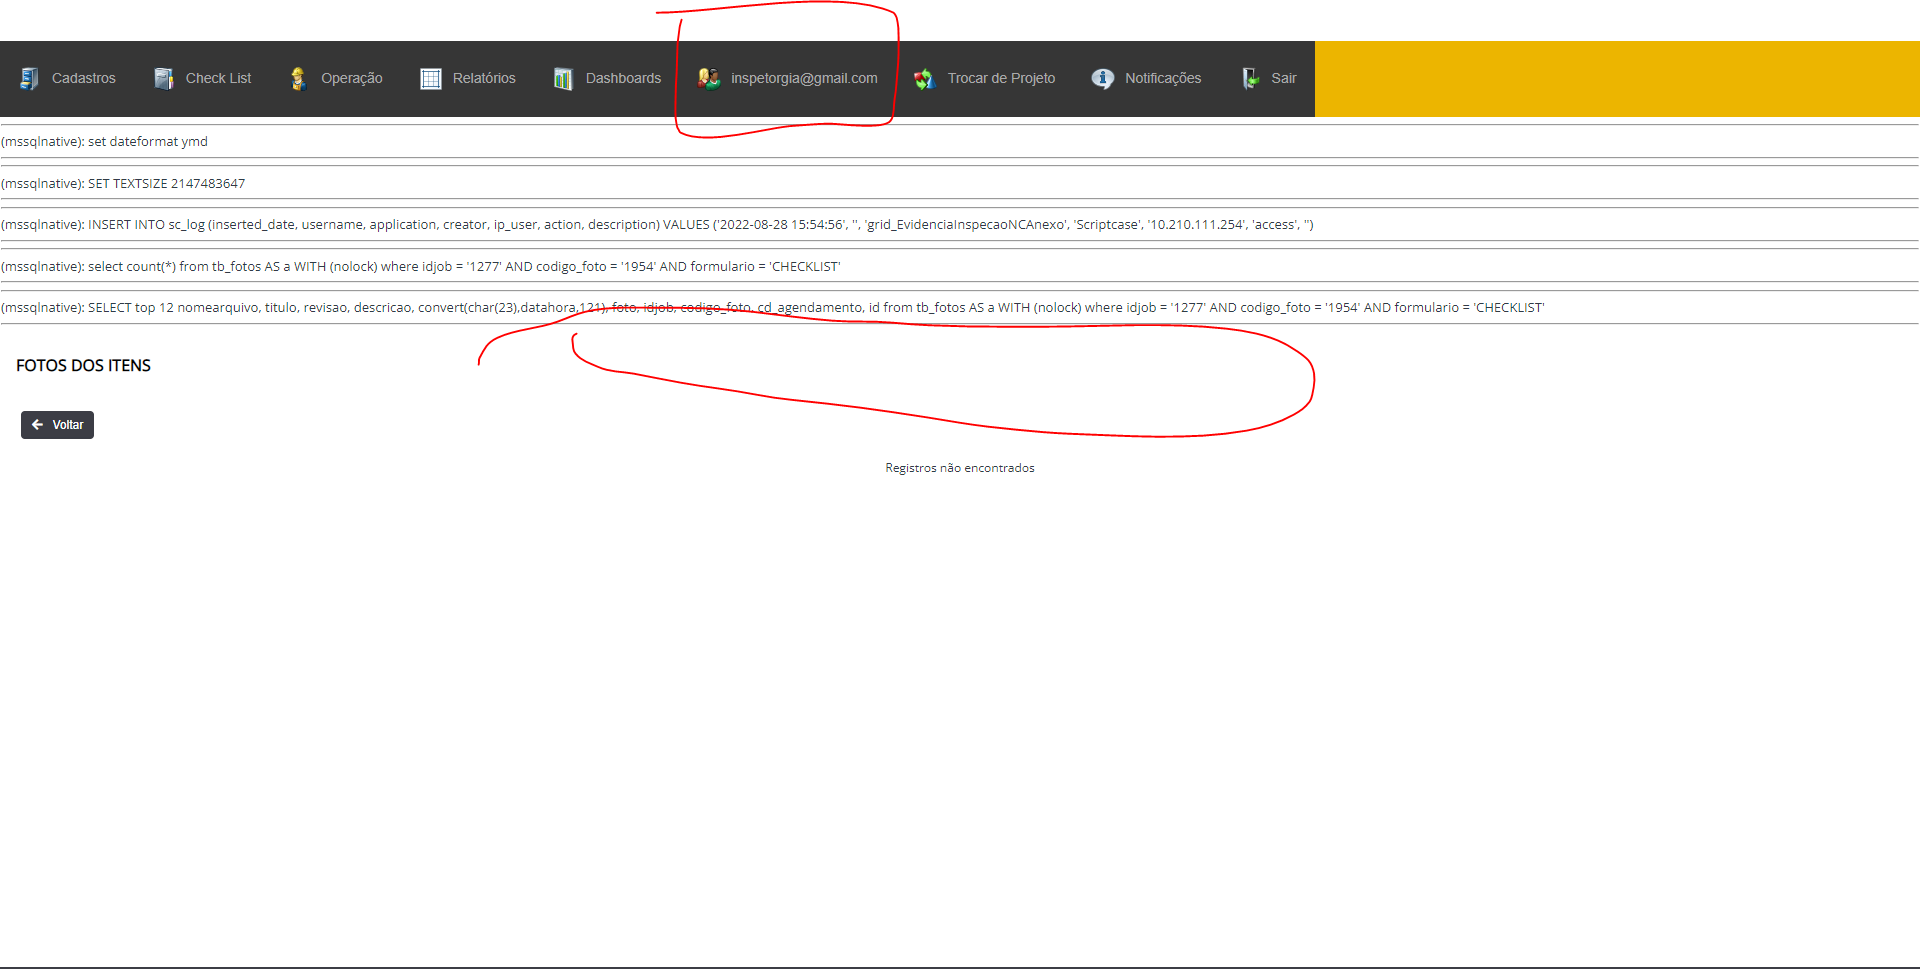 Cadastros Check List Operação Relatórios Dashboards inspetorgia@gmail.com Trocar de Projeto Notificações Sair
(mssqlnative): set dateformat ymd
(mssqlnative): SET TEXTSIZE 2147483647
(mssqlnative): INSERT INTO sc_log (inserted_date, username, application, creator, ip_user, action, description) VALUES ('2022-08-28 15:54:56', '', 'grid_EvidenciaInspecaoNCAnexo', 'Scriptcase', '10.210.111.254', 'access', '')
(mssqlnative): select count(*) from tb_fotos AS a WITH (nolock) where idjob = '1277' AND codigo_foto = '1954' AND formulario = 'CHECKLIST'
(mssqlnative): SELECT top 12 nomearquivo, titulo, revisao, descricao, convert(char(23),datahora,121), foto, idjob, codigo_foto, cd_agendamento, id from tb_fotos AS a WITH (nolock) where idjob = '1277' AND codigo_foto = '1954' AND formulario = 'CHECKLIST'
FOTOS DOS ITENS
Voltar
Registros não encontrados